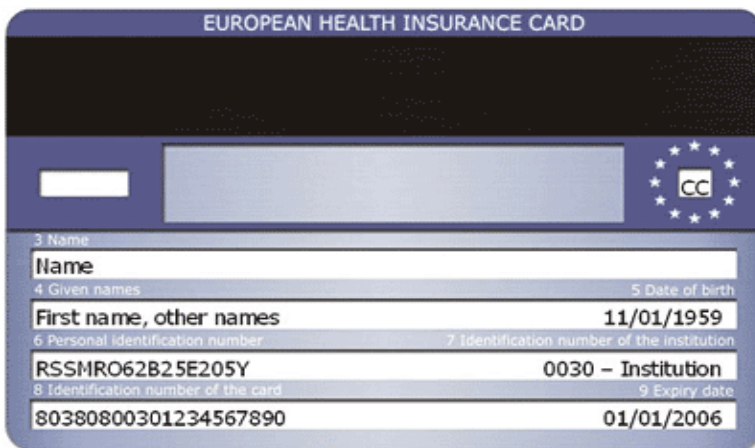 EUROPEAN HEALTH INSURANCE CARD
CC
3 Name
Name
4 Given names 5 Date of birth
First name, other names 11/01/1959
6 Personal identification number 7 Identification number of the institution
RSSMRO62B25E205Y 0030 – Institution
8 Identification number of the card 9 Expiry date
80380800301234567890 01/01/2006